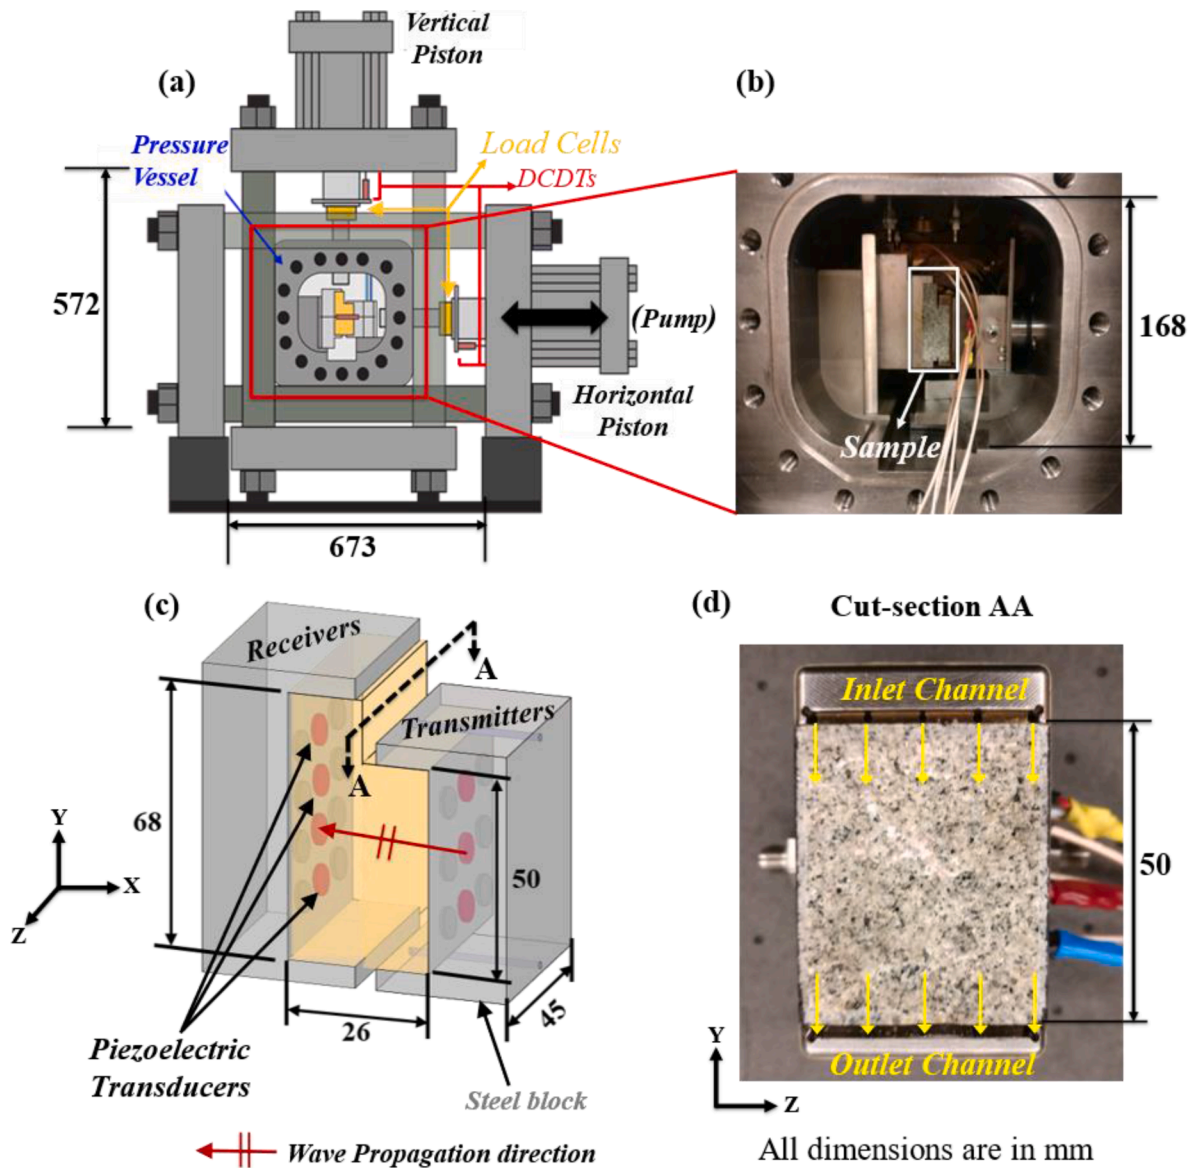 Vertical
Piston
(a)
(b)
Pressure
Vessel
Load Cells
DCDTs
572
(Pump)
168
Horizontal
Piston
Sample
673
(c)
(d)
Cut-section AA
Receivers
A
Transmitters
A
Inlet Channel
68
50
50
Y
X
Z
26
45
Piezoelectric
Transducers
Steel block
Outlet Channel
Y
Z
Wave Propagation direction
All dimensions are in mm